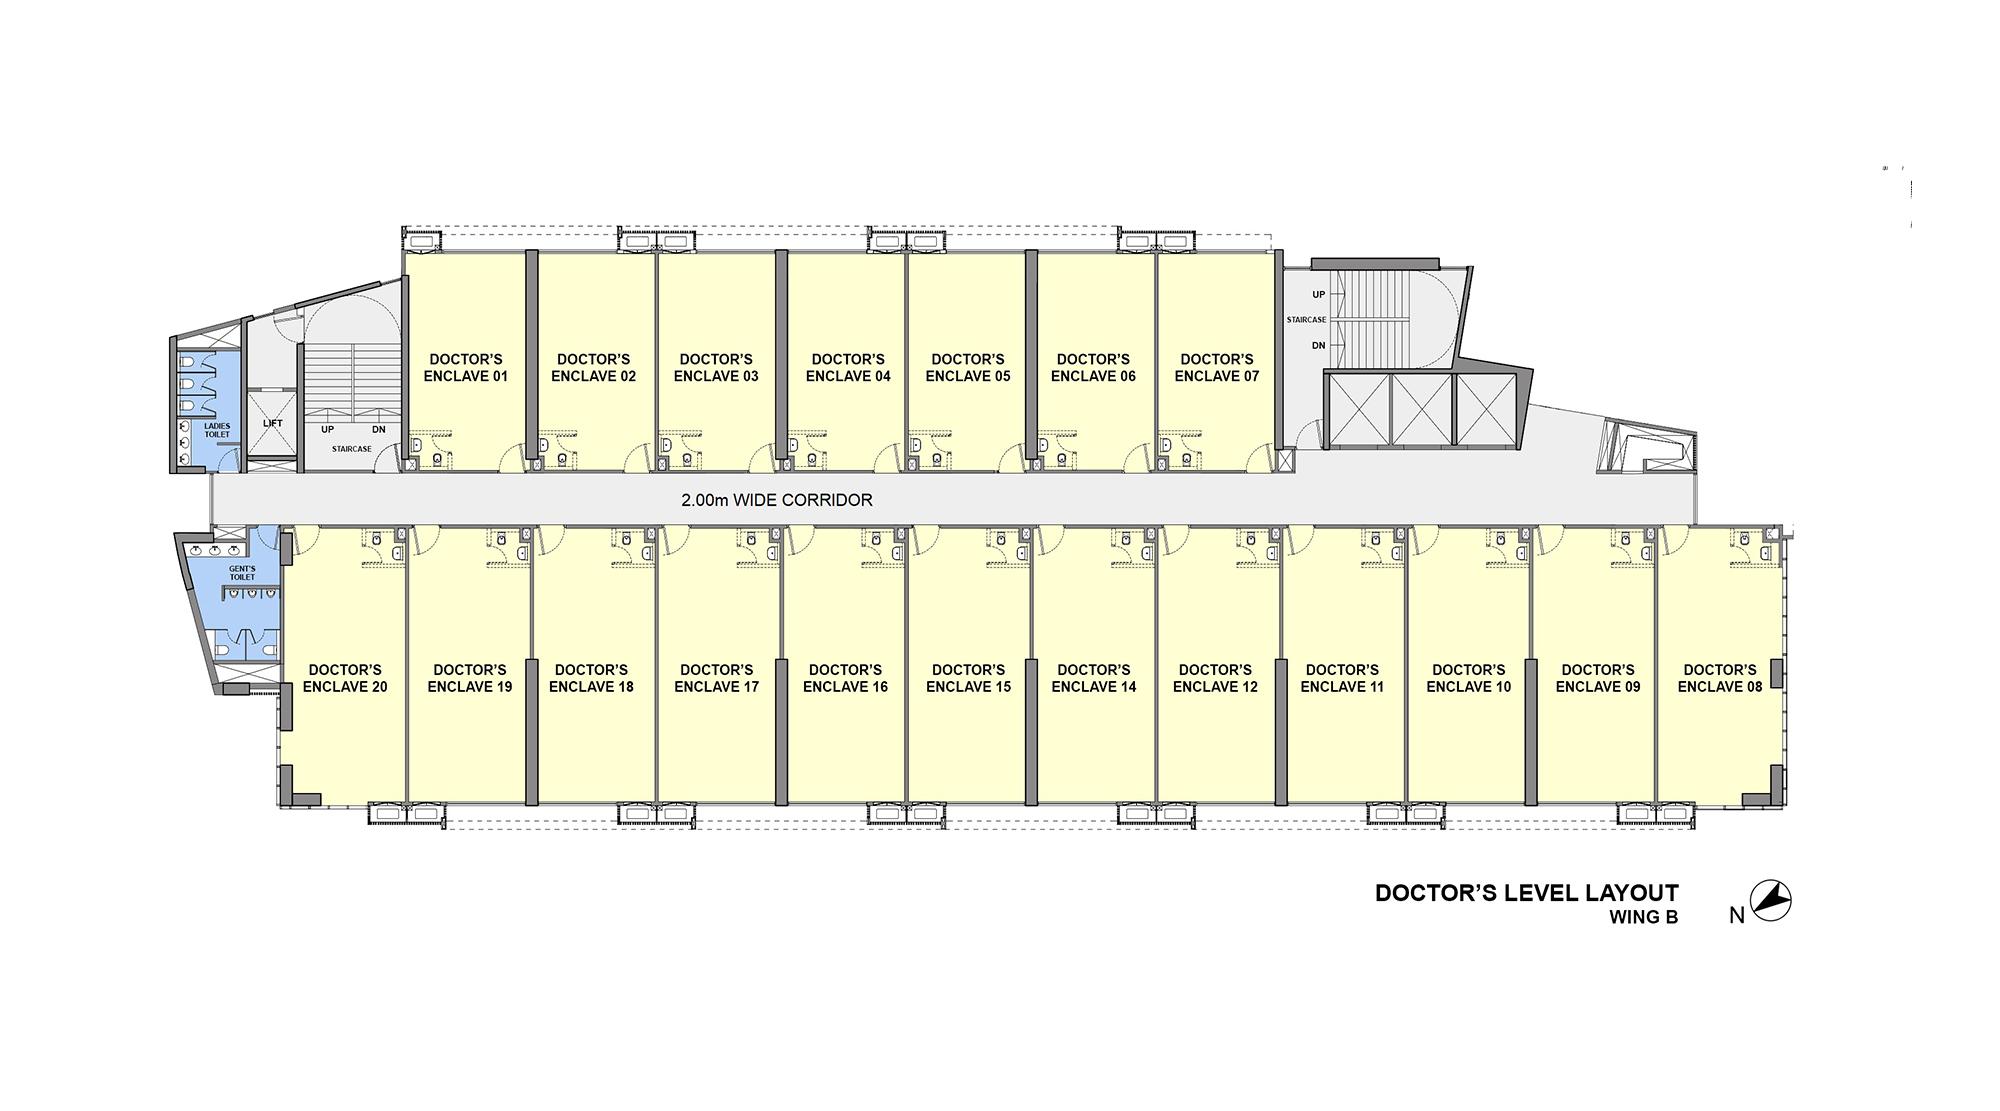 UP
STAIRCASE
DN
DOCTOR'S
ENCLAVE 01
DOCTOR'S
ENCLAVE 02
DOCTOR'S
ENCLAVE 03
DOCTOR'S
ENCLAVE 04
DOCTOR'S
ENCLAVE 05
DOCTOR'S
ENCLAVE 06
DOCTOR'S
ENCLAVE 07
LADIES
TOILET
LIFT
UP
DN
STAIRCASE
2.00m WIDE CORRIDOR
GENT'S
TOILET
DOCTOR'S
ENCLAVE 20
DOCTOR'S
ENCLAVE 19
DOCTOR'S
ENCLAVE 18
DOCTOR'S
ENCLAVE 17
DOCTOR'S
ENCLAVE 16
DOCTOR'S
ENCLAVE 15
DOCTOR'S
ENCLAVE 14
DOCTOR'S
ENCLAVE 12
DOCTOR'S
ENCLAVE 11
DOCTOR'S
ENCLAVE 10
DOCTOR'S
ENCLAVE 09
DOCTOR'S
ENCLAVE 08
DOCTOR'S LEVEL LAYOUT
WING B
N